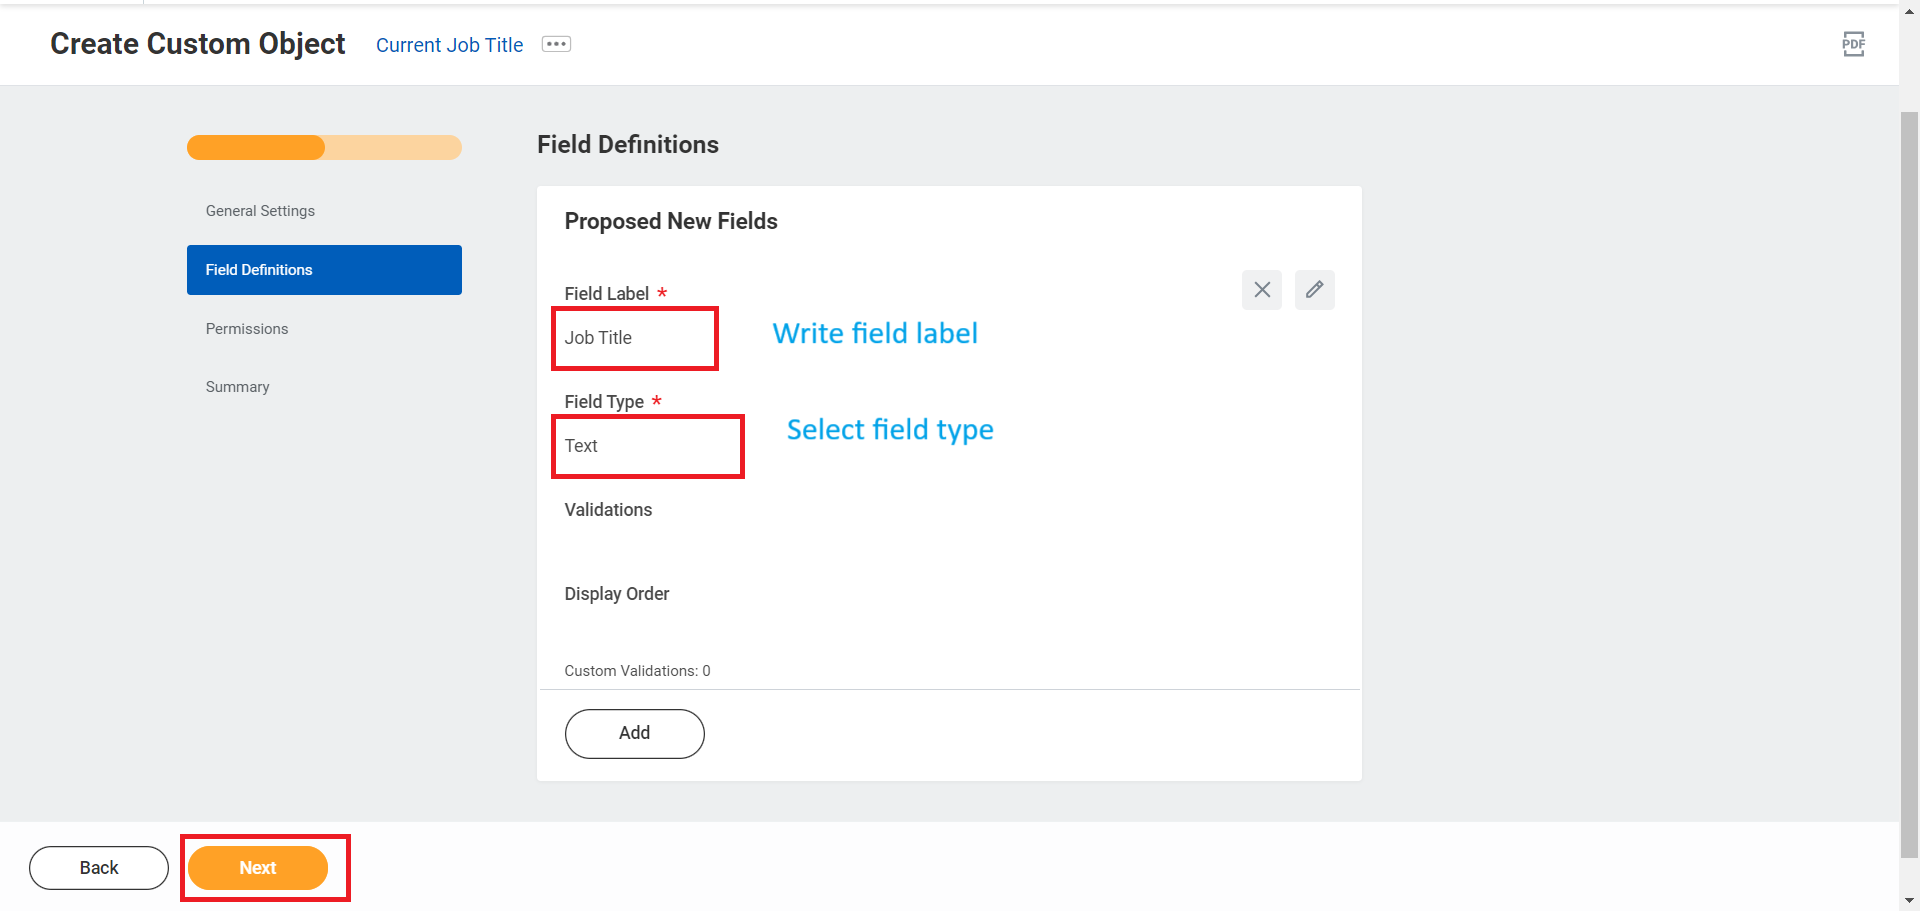 Create Custom Object Current Job Title
PDF
Field Definitions
General Settings
Field Definitions
Permissions
Summary
Proposed New Fields
Field Label *
Job Title
Write field label
Field Type *
Text
Select field type
Validations
Display Order
Custom Validations: 0
Add
Back
Next